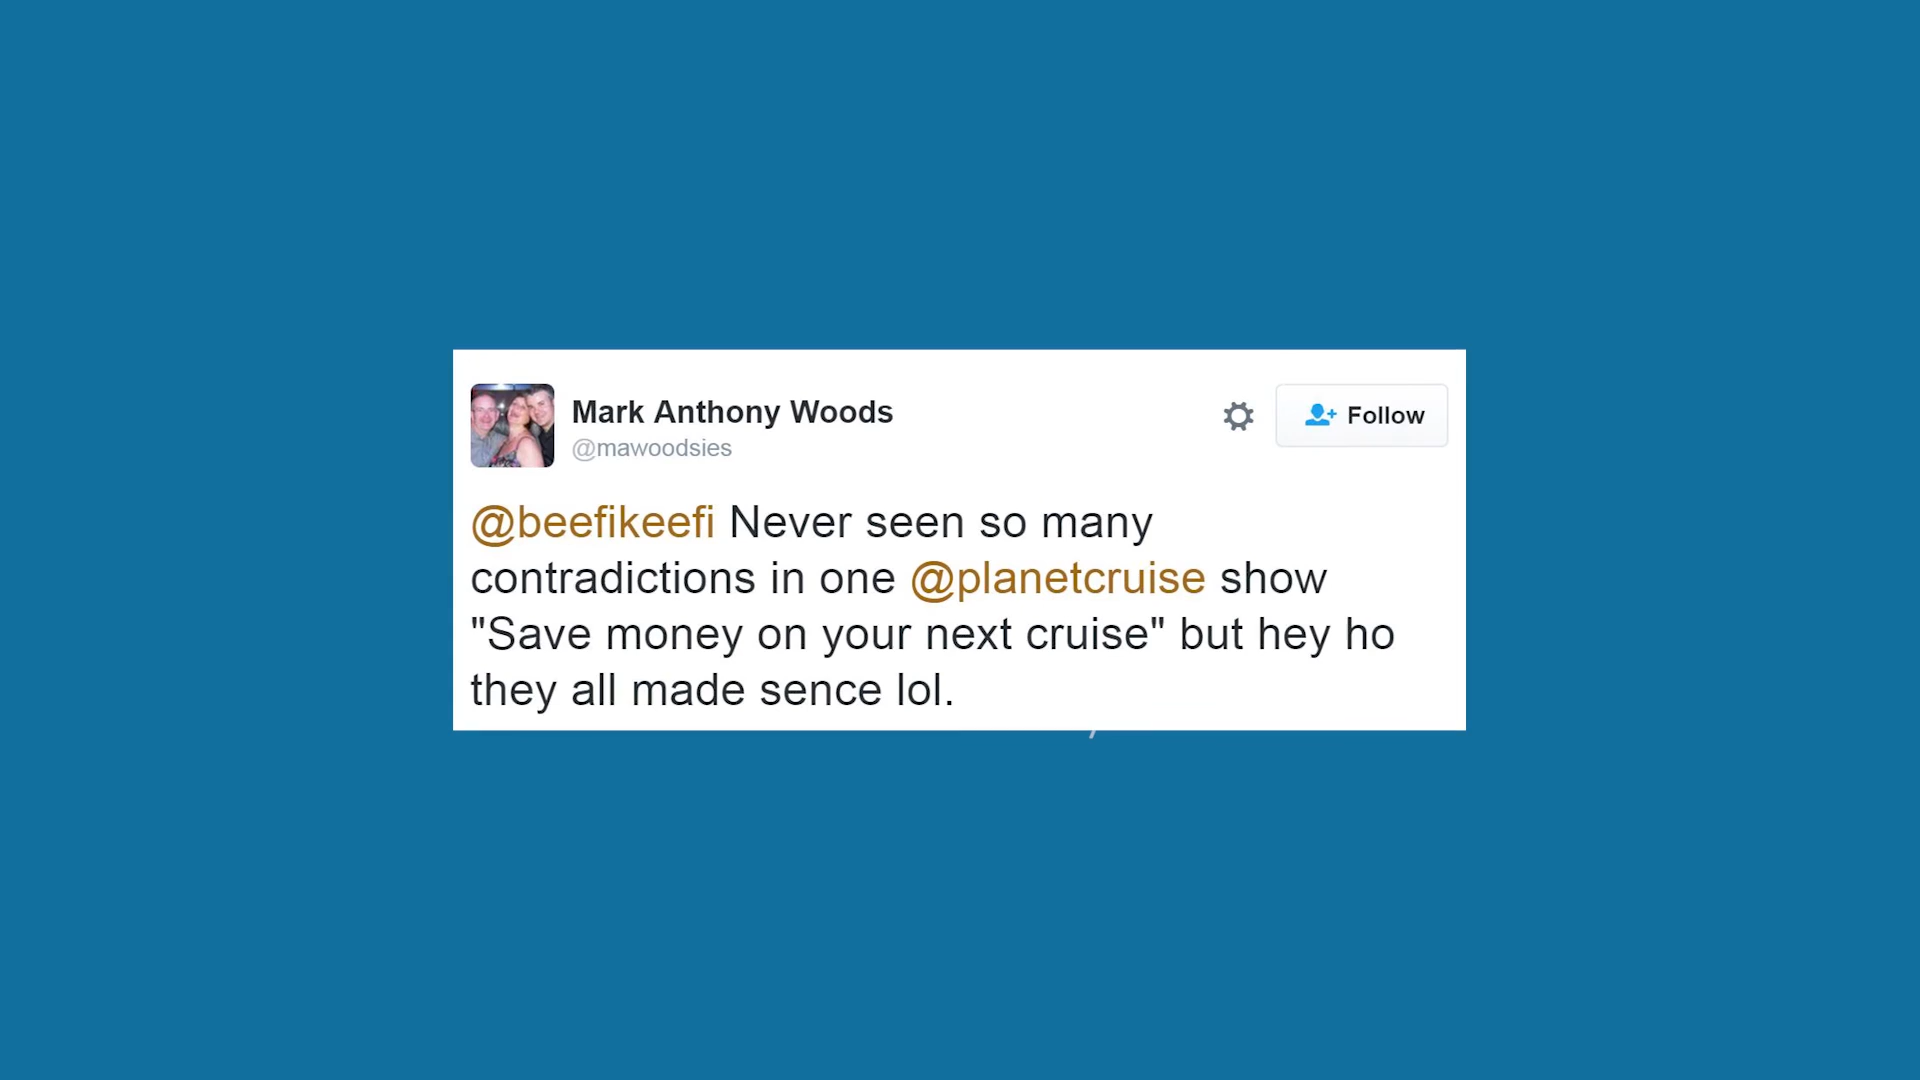 Mark Anthony Woods
@mawoodsies
Follow
@beefikeefi Never seen so many
contradictions in one @planetcruise show
"Save money on your next cruise" but hey ho
they all made sence lol.